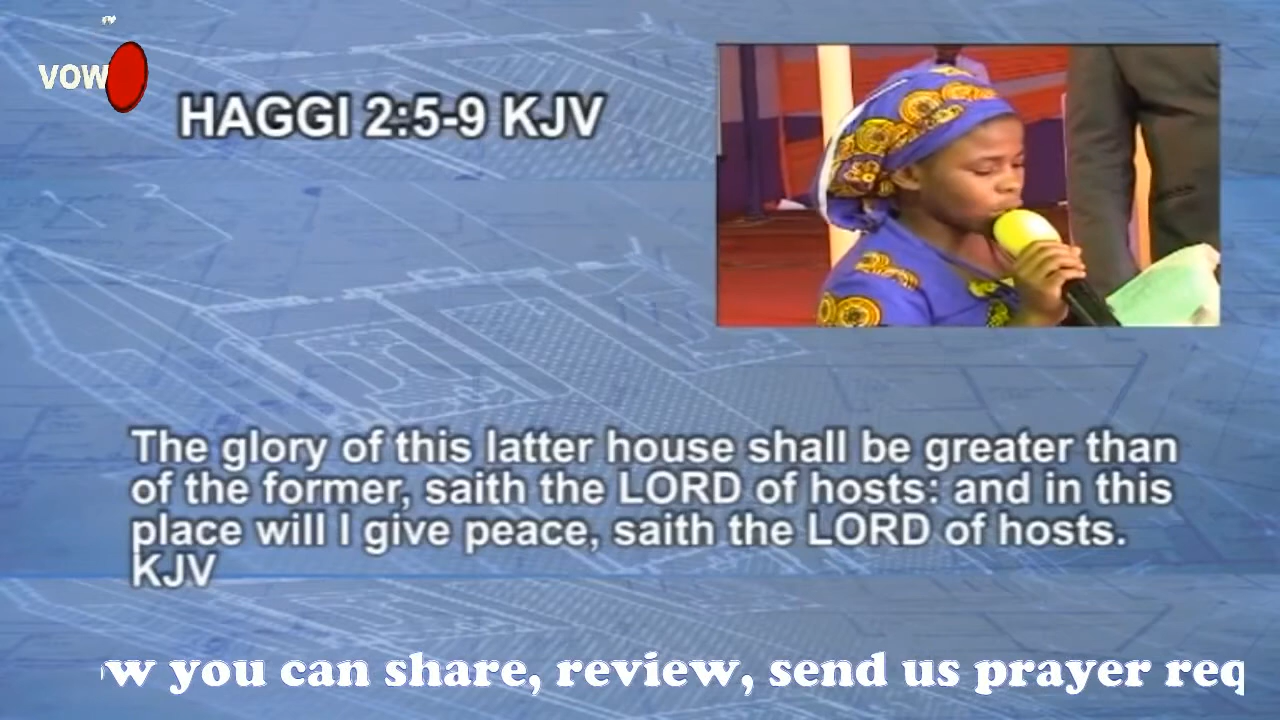 VOW
HAGGI 2:5-9 KJV
The glory of this latter house shall be greater than
of the former, saith the LORD of hosts: and in this
place will I give peace, saith the LORD of hosts.
KJV
you can share, review, send us prayer req